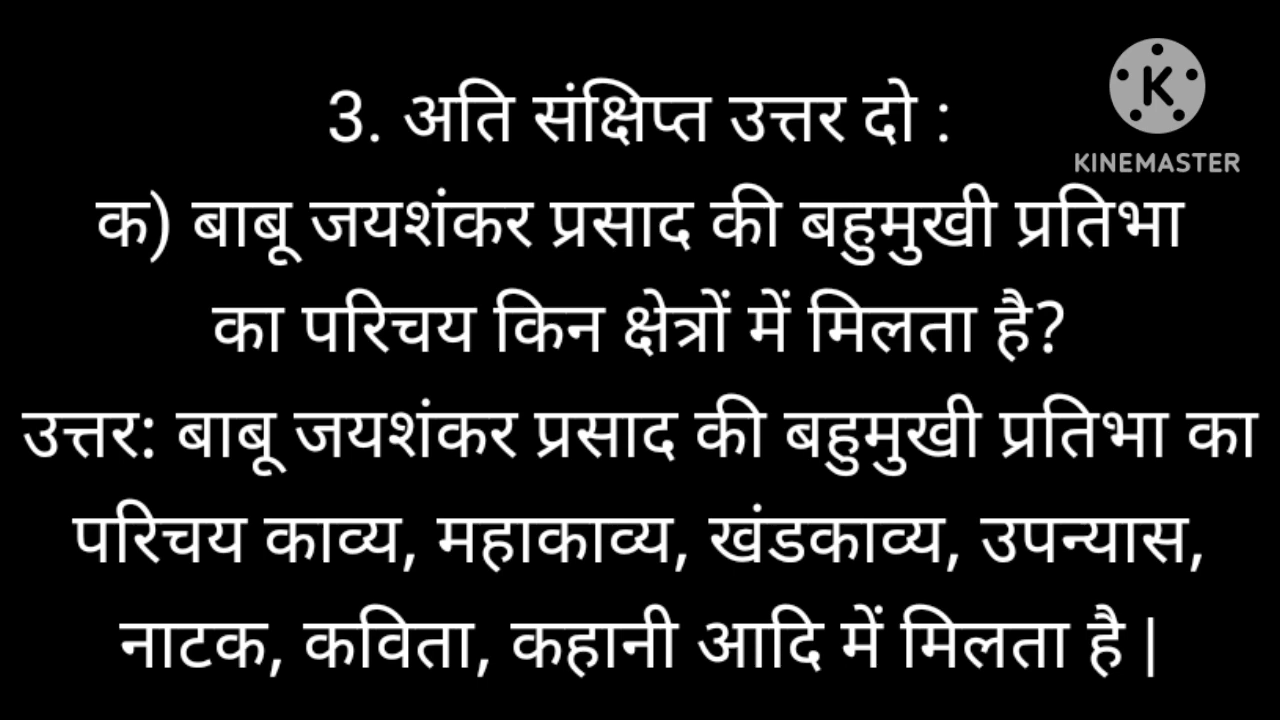 3. अति संक्षिप्त उत्तर दो :
KINEMASTER
क) बाबू जयशंकर प्रसाद की बहुमुखी प्रतिभा
का परिचय किन क्षेत्रों में मिलता है?
उत्तर: बाबू जयशंकर प्रसाद की बहुमुखी प्रतिभा का
परिचय काव्य, महाकाव्य, खंडकाव्य, उपन्यास,
नाटक, कविता, कहानी आदि में मिलता है |